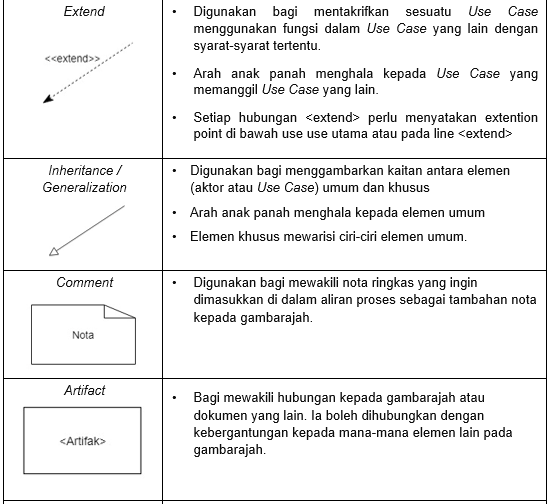 Extend
<<extend>>
• Digunakan bagi mentakrifkan sesuatu Use Case
menggunakan fungsi dalam Use Case yang lain dengan
syarat-syarat tertentu.
• Arah anak panah menghala kepada Use Case yang
memanggil Use Case yang lain.
• Setiap hubungan <extend> perlu menyatakan extention
point di bawah use use utama atau pada line <extend>
Inheritance /
Generalization
• Digunakan bagi menggambarkan kaitan antara elemen
(aktor atau Use Case) umum dan khusus
• Arah anak panah menghala kepada elemen umum
• Elemen khusus mewarisi ciri-ciri elemen umum.
Comment
Nota
• Digunakan bagi mewakili nota ringkas yang ingin
dimasukkan di dalam aliran proses sebagai tambahan nota
kepada gambarajah.
Artifact
<Artifak>
• Bagi mewakili hubungan kepada gambarajah atau
dokumen yang lain. Ia boleh dihubungkan dengan
kebergantungan kepada mana-mana elemen lain pada
gambarajah.